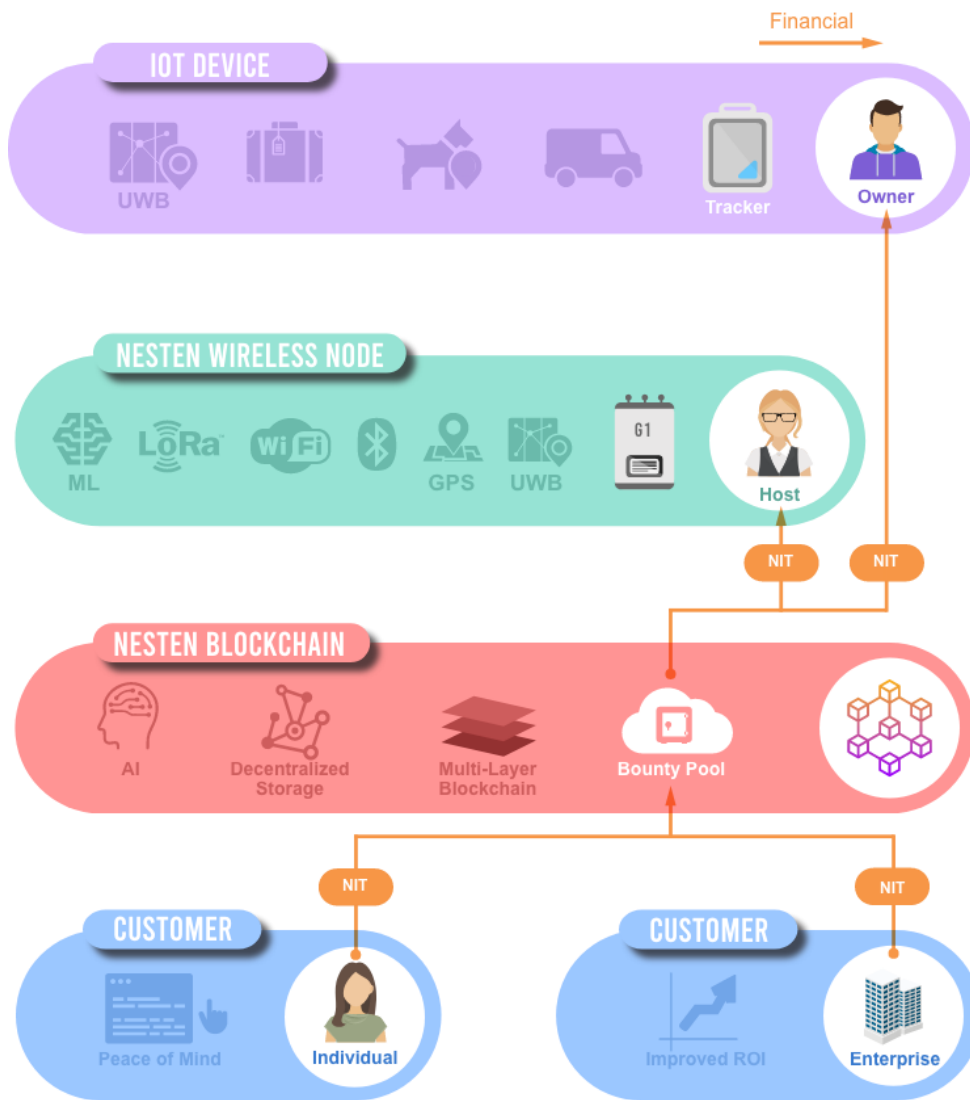 Financial
IOT DEVICE
UWB
Tracker
Owner
NESTEN WIRELESS NODE
ML
LoRa™
WiFi
GPS
UWB
G1
Host
NIT
NIT
NESTEN BLOCKCHAIN
AI
Decentralized
Storage
Multi-Layer
Blockchain
Bounty Pool
NIT
NIT
CUSTOMER
Peace of Mind
Individual
CUSTOMER
Improved ROI
Enterprise